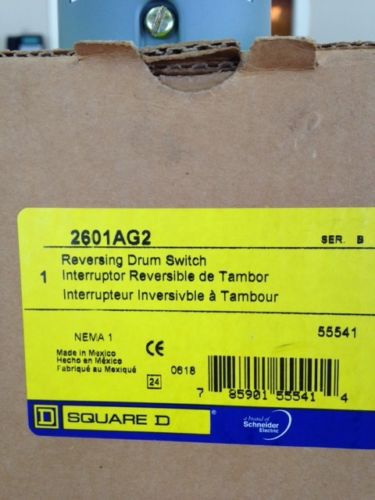 2601AG2 SER. B
Reversing Drum Switch
1 Interruptor Reversible de Tambor
Interrupteur Inversivble à Tambour
NEMA 1 55541
Made in Mexico
Hecho en México
Fabriqué au Mexiqué
CE
24 0618
7 85901 55541 4
D SQUARE D
a brand of
Schneider
Electric